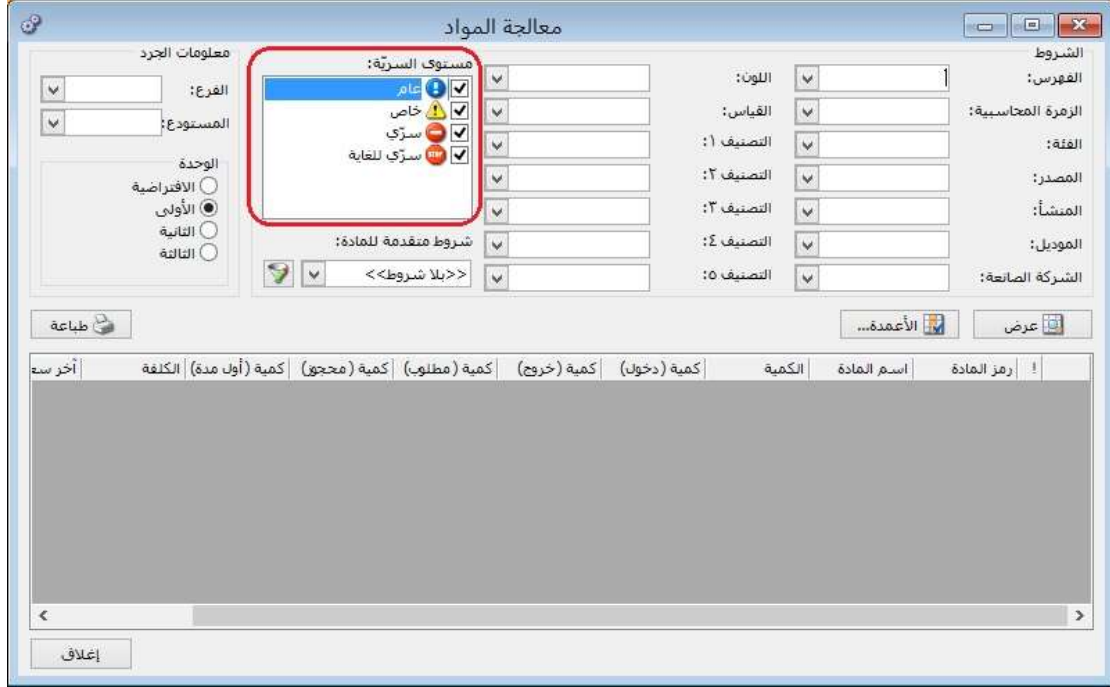 معالجة المواد
الشروط
الفهرس:
الزمرة المحاسبية:
الفئة:
المصدر:
المنشأ:
الموديل:
الشركة الصانعة:
اللون:
القياس:
التصنيف ١:
التصنيف ٢:
التصنيف ٣:
التصنيف ٤:
التصنيف ٥:
مستوى السريّة:
عام
خاص
سرّي
سرّي للغاية
شروط متقدمة للمادة:
<<بلا شروط>>
معلومات الجرد
الفرع:
المستودع:
الوحدة
الافتراضية
الأولى
الثانية
الثالثة
عرض
الأعمدة...
طباعة
! رمز المادة اسم المادة الكمية كمية (دخول) كمية (خروج) كمية (مطلوب) كمية (محجوز) كمية (أول مدة) الكلفة آخر سع
إغلاق